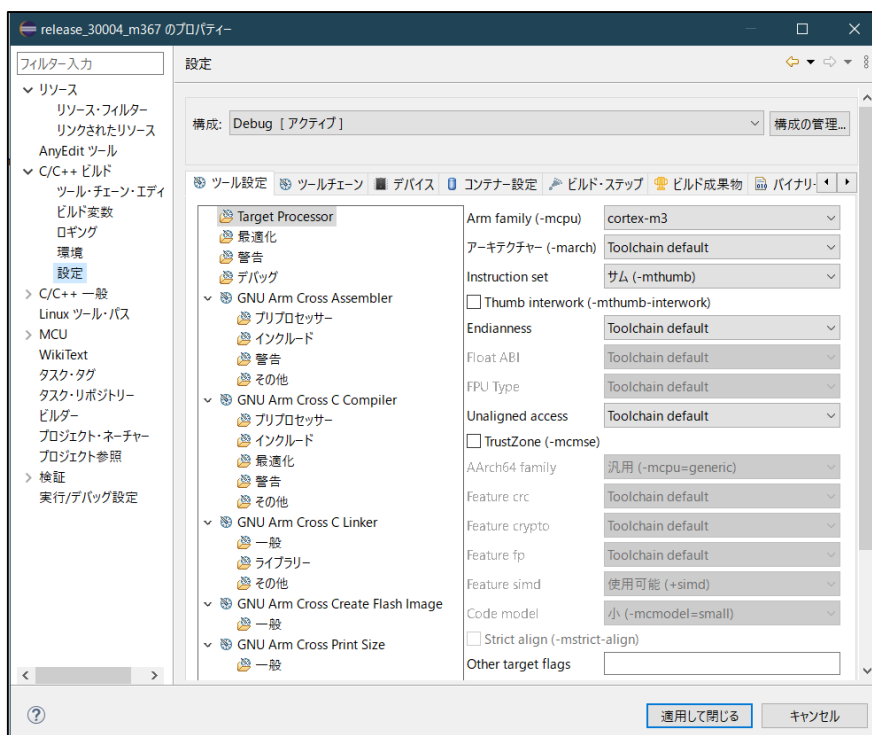 release_30004_m367 のプロパティー
フィルター入力
設定
リソース
リソース・フィルター
リンクされたリソース
AnyEdit ツール
C/C++ ビルド
ツール・チェーン・エディ
ビルド変数
ロギング
環境
設定
C/C++ 一般
Linux ツール・パス
MCU
WikiText
タスク・タグ
タスク・リポジトリー
ビルダー
プロジェクト・ネーチャー
プロジェクト参照
検証
実行/デバッグ設定
構成: Debug [ アクティブ ] 構成の管理...
ツール設定 ツールチェーン デバイス コンテナー設定 ビルド・ステップ ビルド成果物 バイナリ-
Target Processor
最適化
警告
デバッグ
GNU Arm Cross Assembler
プリプロセッサー
インクルード
警告
その他
GNU Arm Cross C Compiler
プリプロセッサー
インクルード
最適化
警告
その他
GNU Arm Cross C Linker
一般
ライブラリー
その他
GNU Arm Cross Create Flash Image
一般
GNU Arm Cross Print Size
一般
Arm family (-mcpu) cortex-m3
アーキテクチャー (-march) Toolchain default
Instruction set サム (-mthumb)
Thumb interwork (-mthumb-interwork)
Endianness Toolchain default
Float ABI Toolchain default
FPU Type Toolchain default
Unaligned access Toolchain default
TrustZone (-mcmse)
AArch64 family 汎用 (-mcpu=generic)
Feature crc Toolchain default
Feature crypto Toolchain default
Feature fp Toolchain default
Feature simd 使用可能 (+simd)
Code model 小 (-mcmodel=small)
Strict align (-mstrict-align)
Other target flags
適用して閉じる キャンセル